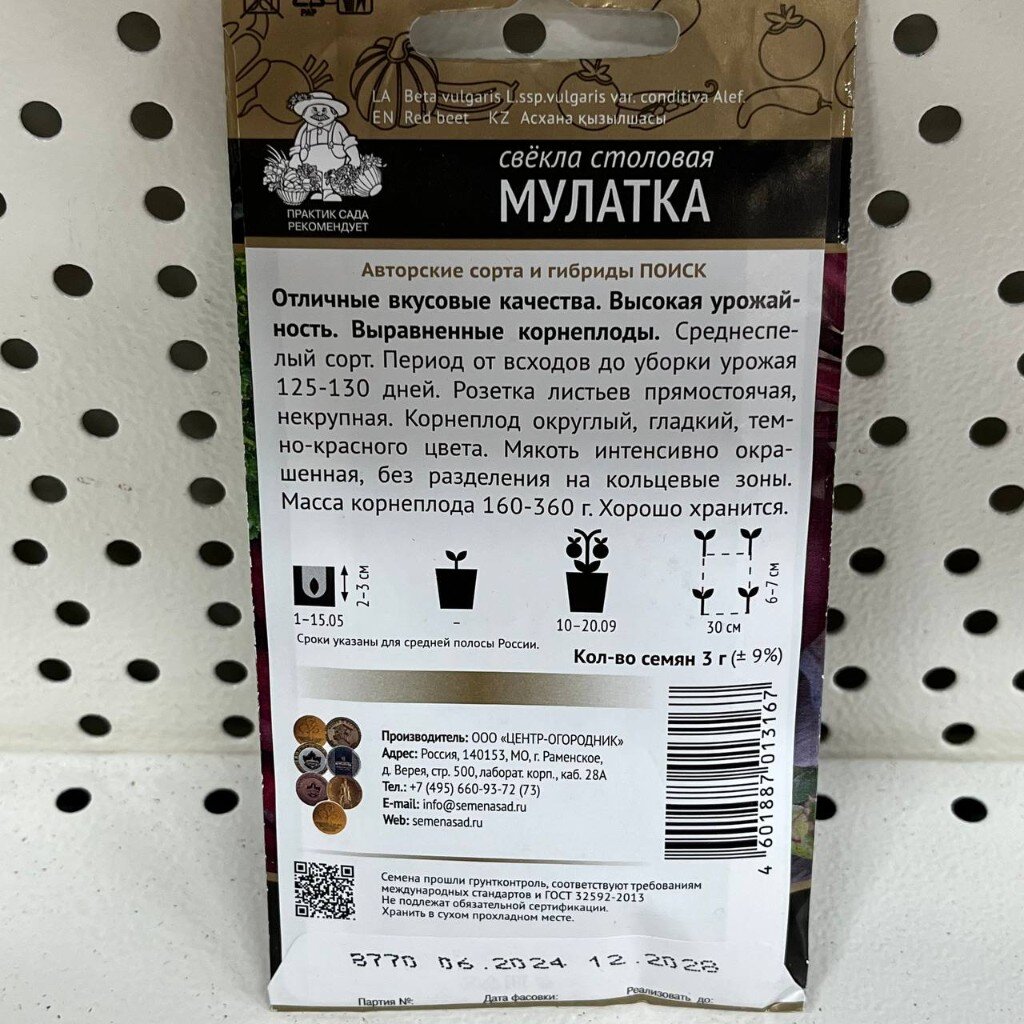 LA Beta vulgaris L.ssp.vulgaris var. conditiva Alef.
EN Red beet KZ Асхана қызылшасы
ПРАКТИК САДА
РЕКОМЕНДУЕТ
свёкла столовая
МУЛАТКА
Авторские сорта и гибриды ПОИСК
Отличные вкусовые качества. Высокая урожай-
ность. Выравненные корнеплоды. Среднеспе-
лый сорт. Период от всходов до уборки урожая
125-130 дней. Розетка листьев прямостоячая,
некрупная. Корнеплод округлый, гладкий, тем-
но-красного цвета. Мякоть интенсивно окра-
шенная, без разделения на кольцевые зоны.
Масса корнеплода 160-360 г. Хорошо хранится.
2–3 см
1–15.05
–
10–20.09
30 см
6–7 см
Сроки указаны для средней полосы России.
Кол-во семян 3 г (± 9%)
Производитель: ООО «ЦЕНТР-ОГОРОДНИК»
Адрес: Россия, 140153, МО, г. Раменское,
д. Верея, стр. 500, лаборат. корп., каб. 28А
Тел.: +7 (495) 660-93-72 (73)
E-mail: info@semenasad.ru
Web: semenasad.ru
4 601887 013167
Семена прошли грунтконтроль, соответствуют требованиям
международных стандартов и ГОСТ 32592-2013
Не подлежат обязательной сертификации.
Хранить в сухом прохладном месте.
8770 06.2024 12.2028
Партия №: Дата фасовки: Реализовать до: